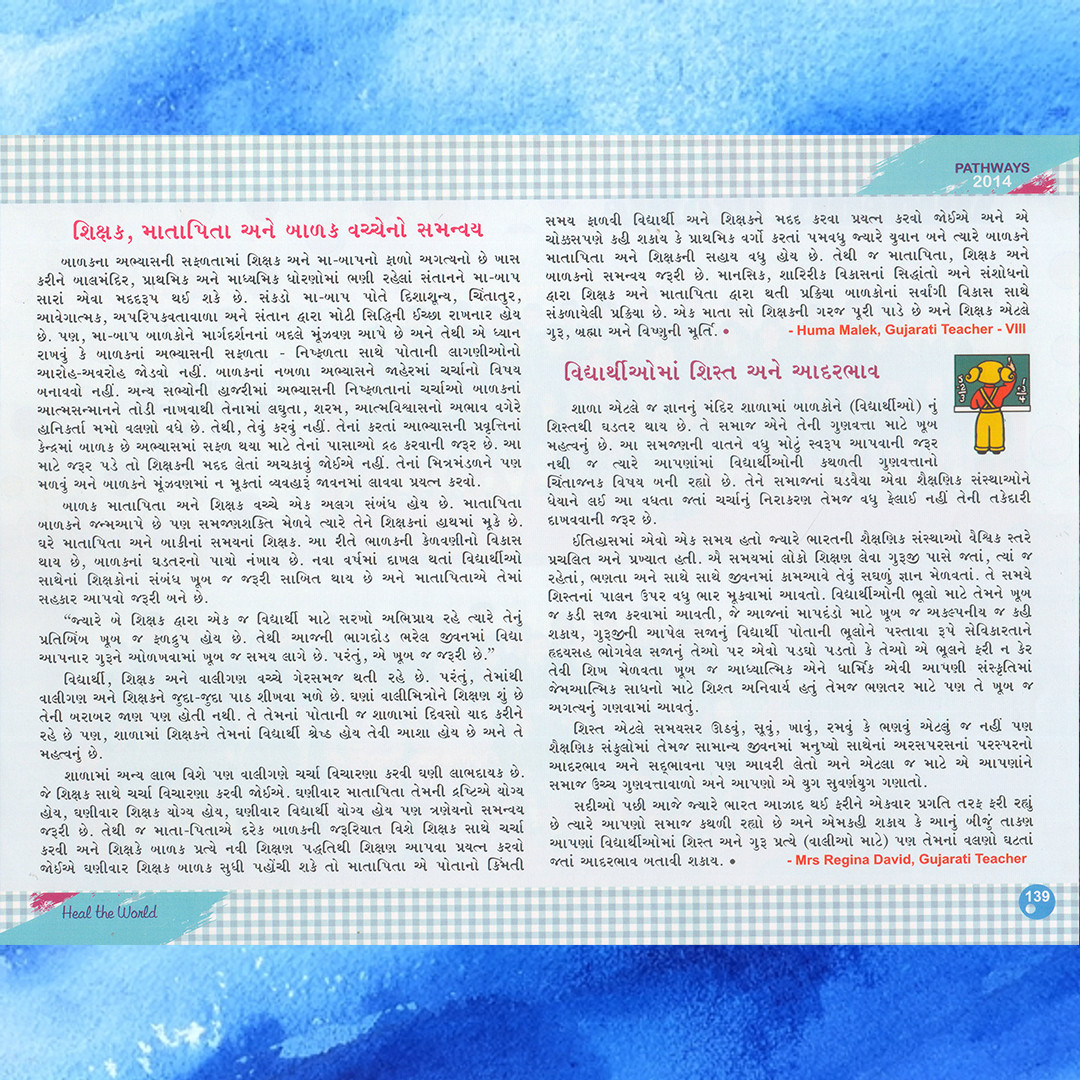 PATHWAYS
2014
શિક્ષક, માતાપિતા અને બાળક વચ્ચેનો સમન્વય
બાળકના અભ્યાસની સફળતામાં શિક્ષક અને મા-બાપનો ફાળો અગત્યનો છે ખાસ
કરીને બાલમંદિર, પ્રાથમિક અને માધ્યમિક ધોરણોમાં ભણી રહેલાં સંતાનને મા-બાપ
સારાં એવા મદદરૂપ થઈ શકે છે. સંકડો મા-બાપ પોતે દિશાશૂન્ય, ચિંતાતુર,
આવેગાત્મક, અપરિપકવતાવાળા અને સંતાન દ્વારા મોટી સિદ્ધિની ઈચ્છા રાખનાર હોય
છે. પણ, મા-બાપ બાળકોને માર્ગદર્શનનાં બદલે મૂંઝવણ આપે છે અને તેથી એ ધ્યાન
રાખવું કે બાળકનાં અભ્યાસની સફળતા - નિષ્ફળતા સાથે પોતાની લાગણીઓનો
આરોહ-અવરોહ જોડવો નહીં. બાળકનાં નબળા અભ્યાસને જાહેરમાં ચર્ચાનો વિષય
બનાવવો નહીં. અન્ય સભ્યોની હાજરીમાં અભ્યાસની નિષ્ફળતાનાં ચર્ચાઓ બાળકનાં
આત્મસન્માનને તોડી નાખવાથી તેનામાં લઘુતા, શરમ, આત્મવિશ્વાસનો અભાવ વગેરે
હાનિકર્તા મમો વલણો વધે છે. તેથી, તેવું કરવું નહીં. તેનાં કરતાં આભ્યાસની પ્રવૃત્તિનાં
કેન્દ્રમાં બાળક છે અભ્યાસમાં સફળ થયા માટે તેનાં પાસાઓ દ્રઢ કરવાની જરૂર છે. આ
માટે જરૂર પડે તો શિક્ષકની મદદ લેતાં અચકાવું જોઈએ નહીં. તેનાં મિત્રમંડળને પણ
મળવું અને બાળકને મૂંઝવણમાં ન મૂકતાં વ્યવહારૂં જીવનમાં લાવવા પ્રયત્ન કરવો.
બાળક માતાપિતા અને શિક્ષક વચ્ચે એક અલગ સંબંધ હોય છે. માતાપિતા
બાળકને જન્મઆપે છે પણ સમજણશક્તિ મેળવે ત્યારે તેને શિક્ષકનાં હાથમાં મૂકે છે.
ઘરે માતાપિતા અને બાકીનાં સમયનાં શિક્ષક. આ રીતે ભાળકની કેળવણીનો વિકાસ
થાય છે, બાળકનાં ઘડતરનો પાયો નંખાય છે. નવા વર્ષમાં દાખલ થતાં વિદ્યાર્થીઓ
સાથેનાં શિક્ષકોનાં સંબંધ ખૂબ જ જરૂરી સાબિત થાય છે અને માતાપિતાએ તેમાં
સહકાર આપવો જરૂરી બને છે.
“જ્યારે બે શિક્ષક દ્વારા એક જ વિદ્યાર્થી માટે સરખો અભિપ્રાય રહે ત્યારે તેનું
પ્રતિબિંબ ખૂબ જ ફળદ્રુપ હોય છે. તેથી આજની ભાગદોડ ભરેલ જીવનમાં વિદ્યા
આપનાર ગુરૂને ઓળખવામાં ખૂબ જ સમય લાગે છે. પરંતું, એ ખૂબ જ જરૂરી છે.”
વિદ્યાર્થી, શિક્ષક અને વાલીગણ વચ્ચે ગેરસમજ થતી રહે છે. પરંતું, તેમાંથી
વાલીગણ અને શિક્ષકને જુદા-જુદા પાઠ શીખવા મળે છે. ઘણાં વાલીમિત્રોને શિક્ષણ શું છે
તેની બરાબર જાણ પણ હોતી નથી. તે તેમનાં પોતાની જ શાળામાં દિવસો યાદ કરીને
રહે છે પણ, શાળામાં શિક્ષકને તેમનાં વિદ્યાર્થી શ્રેષ્ઠ હોય તેવી આશા હોય છે અને તે
મહત્વનું છે.
શાળામાં અન્ય લાભ વિશે પણ વાલીગણે ચર્ચા વિચારણા કરવી ઘણી લાભદાયક છે.
જે શિક્ષક સાથે ચર્ચા વિચારણા કરવી જોઈએ. ઘણીવાર માતાપિતા તેમની દ્રષ્ટિએ યોગ્ય
હોય, ઘણીવાર શિક્ષક યોગ્ય હોય, ઘણીવાર વિદ્યાર્થી યોગ્ય હોય પણ ત્રણેયનો સમન્વય
જરૂરી છે. તેથી જ માતા-પિતાએ દરેક બાળકની જરૂરિયાત વિશે શિક્ષક સાથે ચર્ચા
કરવી અને શિક્ષકે બાળક પ્રત્યે નવી શિક્ષણ પદ્ધતિથી શિક્ષણ આપવા પ્રયત્ન કરવો
જોઈએ ઘણીવાર શિક્ષક બાળક સુધી પહોંચી શકે તો માતાપિતા એ પોતાનો કિંમતી
સમય ફાળવી વિદ્યાર્થી અને શિક્ષકને મદદ કરવા પ્રયત્ન કરવો જોઈએ અને એ
ચોક્કસપણે કહી શકાય કે પ્રાથમિક વર્ગો કરતાં પમવધુ જ્યારે યુવાન બને ત્યારે બાળકને
માતાપિતા અને શિક્ષકની સહાય વધુ હોય છે. તેથી જ માતાપિતા, શિક્ષક અને
બાળકનો સમન્વય જરૂરી છે. માનસિક, શારિરીક વિકાસનાં સિદ્ધાંતો અને સંશોધનો
દ્વારા શિક્ષક અને માતાપિતા દ્વારા થતી પ્રક્રિયા બાળકોનાં સર્વાંગી વિકાસ સાથે
સંકળાયેલી પ્રક્રિયા છે. એક માતા સો શિક્ષકની ગરજ પૂરી પાડે છે અને શિક્ષક એટલે
ગુરૂ, બ્રહ્મા અને વિષ્ણુની મૂર્તિ. • - Huma Malek, Gujarati Teacher - VIII
વિદ્યાર્થીઓમાં શિસ્ત અને આદરભાવ
શાળા એટલે જ જ્ઞાનનું મંદિર શાળામાં બાળકોને (વિદ્યાર્થીઓ) નું
શિસ્તથી ઘડતર થાય છે. તે સમાજ એને તેની ગુણવત્તા માટે ખૂબ
મહત્વનું છે. આ સમજણની વાતને વધુ મોટું સ્વરૂપ આપવાની જરૂર
નથી જ ત્યારે આપણાંમાં વિદ્યાર્થીઓની કથળતી ગુણવત્તાનો
ચિંતાજનક વિષય બની રહ્યો છે. તેને સમાજનાં ઘડવૈયા એવા શૈક્ષણિક સંસ્થાઓને
ધેયાને લઈ આ વધતા જતાં ચર્ચાનું નિરાકરણ તેમજ વધુ ફેલાઈ નહીં તેની તકેદારી
દાખવવાની જરૂર છે.
ઈતિહાસમાં એવો એક સમય હતો જ્યારે ભારતની શૈક્ષણિક સંસ્થાઓ વૈશ્વિક સ્તરે
પ્રચલિત અને પ્રખ્યાત હતી. એ સમયમાં લોકો શિક્ષણ લેવા ગુરૂજી પાસે જતાં, ત્યાં જ
રહેતાં, ભણતા અને સાથે સાથે જીવનમાં કામઆવે તેવું સઘળું જ્ઞાન મેળવતાં. તે સમયે
શિસ્તનાં પાલન ઉપર વધુ ભાર મૂકવામાં આવતો. વિદ્યાર્થીઓની ભૂલો માટે તેમને ખૂબ
જ કડી સજા કરવામાં આવતી, જે આજનાં માપદંડો માટે ખૂબ જ અકલ્પનીય જ કહી
શકાય, ગુરૂજીની આપેલ સજાનું વિદ્યાર્થી પોતાની ભૂલોને પસ્તાવા રૂપે સેવિકારતાને
હૃદયસહ ભોગવેલ સજાનું તેઓ પર એવો પડઘો પડતો કે તેઓ એ ભૂલને ફરી ન કેર
તેવી શિખ મેળવતા ખૂબ જ આધ્યાત્મિક એને ધાર્મિક એવી આપણી સંસ્કૃતિમાં
જેમઆત્મિક સાધનો માટે શિશ્ત અનિવાર્ય હતું તેમજ ભણતર માટે પણ તે ખૂબ જ
અગત્યનું ગણવામાં આવતું.
શિસ્ત એટલે સમયસર ઊઠવું, સૂવું, ખાવું, રમવું કે ભણવું એટલું જ નહીં પણ
શૈક્ષણિક સંકુલોમાં તેમજ સામાન્ય જીવનમાં મનુષ્યો સાથેનાં અરસપરસનાં પરસ્પરનો
આદરભાવ અને સદ્‌ભાવના પણ આવરી લેતો અને એટલા જ માટે એ આપણાંને
સમાજ ઉચ્ચ ગુણવત્તાવાળો અને આપણો એ યુગ સુવર્ણયુગ ગણાતો.
સદીઓ પછી આજે જ્યારે ભારત આઝાદ થઈ ફરીને એકવાર પ્રગતિ તરફ ફરી રહ્યું
છે ત્યારે આપણો સમાજ કથળી રહ્યો છે અને એમકહી શકાય કે આનું બીજું તાકણ
આપણાં વિદ્યાર્થીઓમાં શિસ્ત અને ગુરૂ પ્રત્યે (વાલીઓ માટે) પણ તેમનાં વલણો ઘટતાં
જતાં આદરભાવ બતાવી શકાય. • - Mrs Regina David, Gujarati Teacher
Heal the World
139